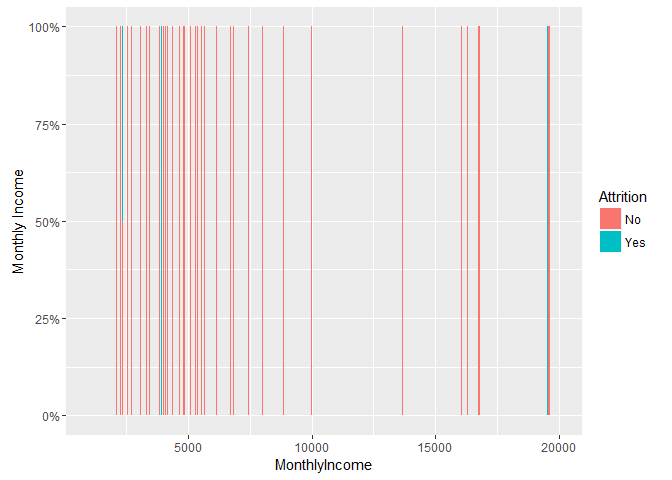 100%
75%
50%
25%
0%
Monthly Income
5000
10000
15000
20000
MonthlyIncome
Attrition
No
Yes